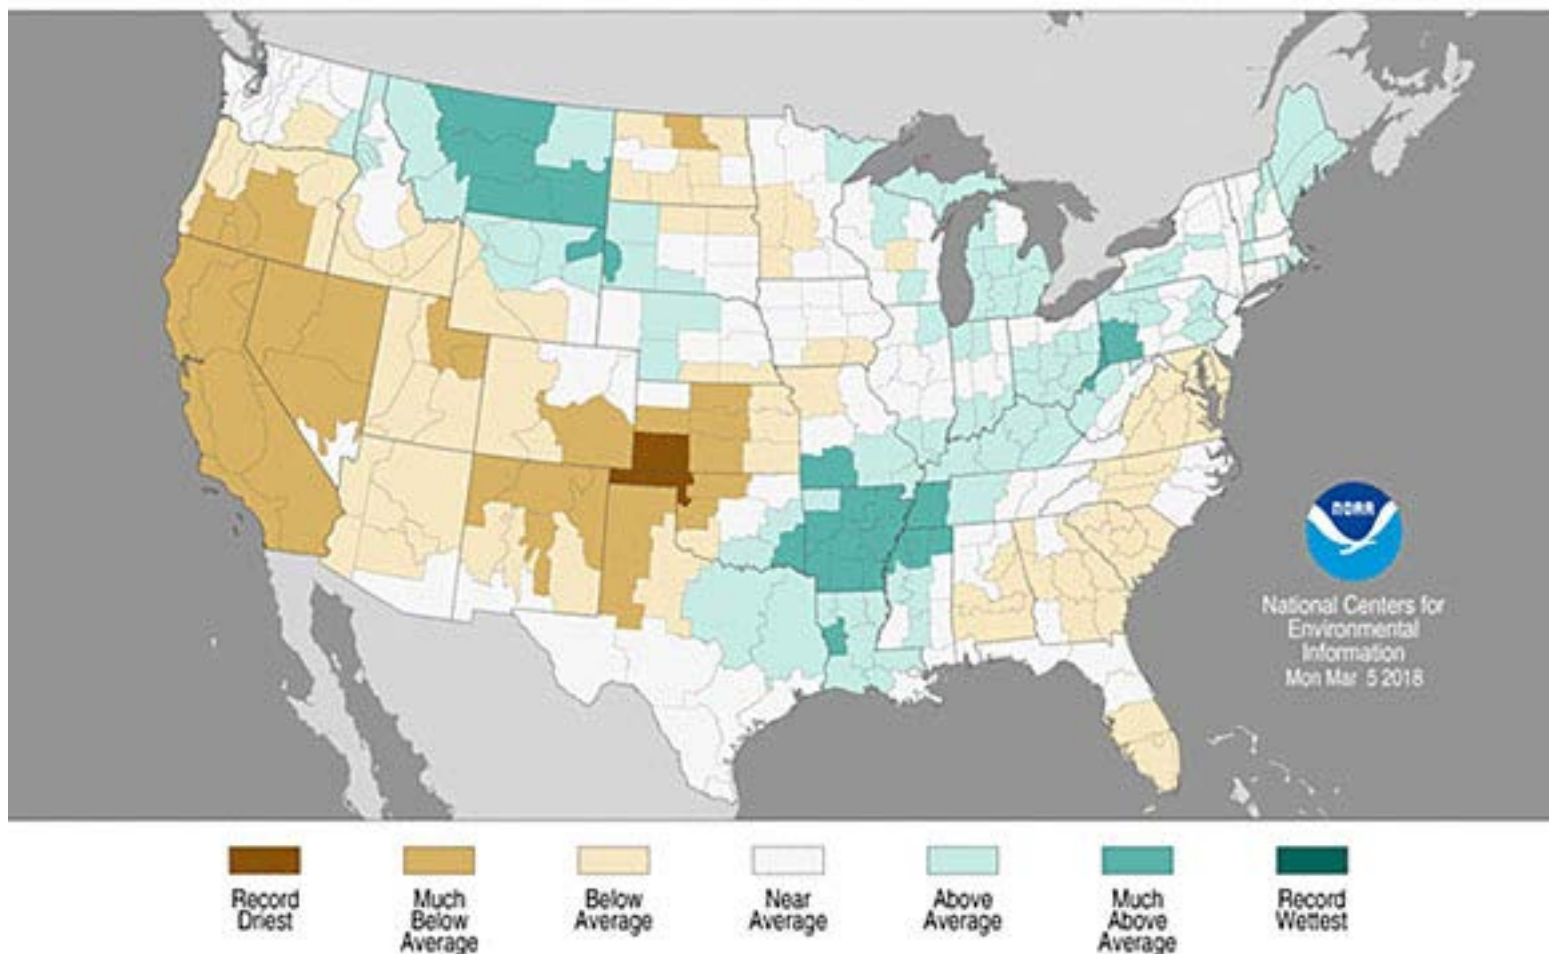 NOAA
National Centers for
Environmental
Information
Mon Mar 5 2018
Record
Driest
Much
Below
Average
Below
Average
Near
Average
Above
Average
Much
Above
Average
Record
Wettest